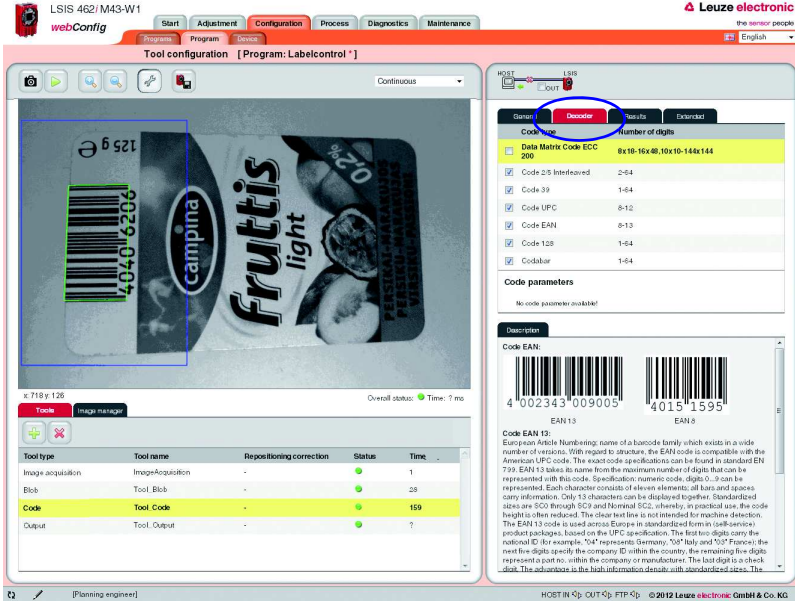 LSIS 462i M43-W1
webConfig
Start Adjustment Configuration Process Diagnostics Maintenance
Leuze electronic
the sensor people
Programs Program Device
English
Tool configuration [ Program: Labelcontrol * ]
Continuous
HOST LSIS
OUT
General Decoder Results Extended
Code type Number of digits
Data Matrix Code ECC 200 8x18-16x48,10x10-144x144
Code 2/5 Interleaved 2-64
Code 39 1-64
Code UPC 8-12
Code EAN 8-13
Code 128 1-64
Codabar 1-64
Code parameters
No code parameter available!
125 g e
4040 6206
campina
fruttis
light
0,2%
x: 718 y: 126
Overall status: Time: ? ms
Tools Image manager
Tool type Tool name Repositioning correction Status Time
Image acquisition ImageAcquisition - 1
Blob Tool_Blob - 28
Code Tool_Code - 159
Output Tool_Output - ?
Description
Code EAN:
4 002343 009005
4015 1595
EAN 13 EAN 8
Code EAN 13:
European Article Numbering; name of a barcode family which exists in a wide
number of versions. With regard to structure, the EAN code is compatible with the
American UPC code. The exact code specifications can be found in standard EN
799. EAN 13 takes its name from the maximum number of digits that can be
represented with this code. Specification: numeric code, digits 0...9 can be
represented. Each character consists of eleven elements; all bars and spaces
carry information. Only 13 characters can be displayed together. Standardized
sizes are SC0 through SC9 and Nominal SC2, whereby, in practical use, the code
height is often reduced. The clear text line is not intended for machine detection.
The EAN 13 code is used across Europe in standardized form in (self-service)
product packages, based on the UPC specification. The first two digits carry the
national ID (for example, "04" represents Germany, "08" Italy and "03" France); the
next five digits specify the company ID within the country, the remaining five digits
represent a part no. within the company or manufacturer. The last digit is a check
digit. The advantage is the high information density with standardized sizes. The
[Planning engineer]
HOST IN OUT FTP © 2012 Leuze electronic GmbH & Co. KG